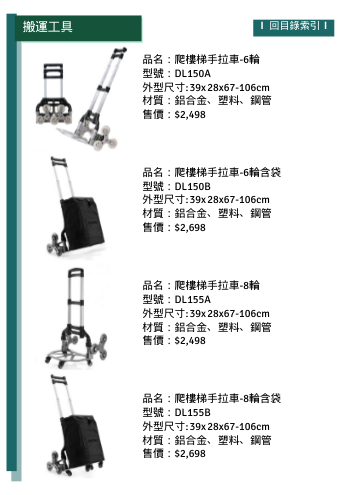 搬運工具
回目錄索引
品名：爬樓梯手拉車-6輪
型號：DL150A
外型尺寸:39x28x67-106cm
材質：鋁合金、塑料、鋼管
售價：$2,498
品名：爬樓梯手拉車-6輪含袋
型號：DL150B
外型尺寸:39x28x67-106cm
材質：鋁合金、塑料、鋼管
售價：$2,698
品名：爬樓梯手拉車-8輪
型號：DL155A
外型尺寸:39x28x67-106cm
材質：鋁合金、塑料、鋼管
售價：$2,498
品名：爬樓梯手拉車-8輪含袋
型號：DL155B
外型尺寸:39x28x67-106cm
材質：鋁合金、塑料、鋼管
售價：$2,698